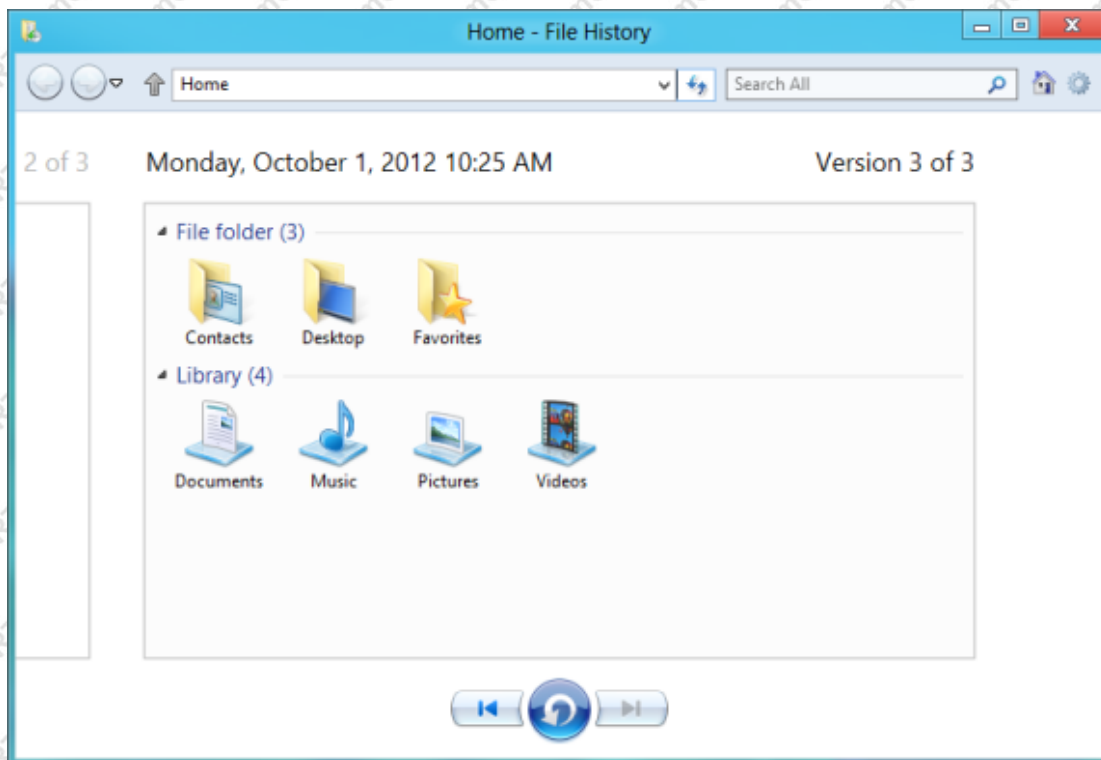 Home - File History
Home
Search All
2 of 3
Monday, October 1, 2012 10:25 AM
Version 3 of 3
File folder (3)
Contacts
Desktop
Favorites
Library (4)
Documents
Music
Pictures
Videos